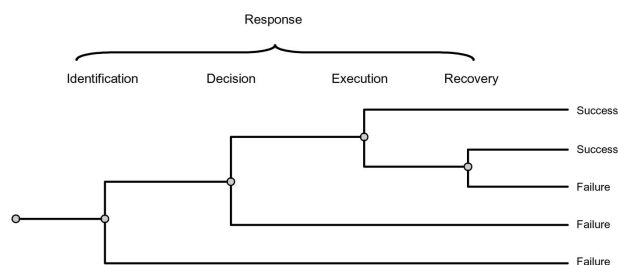 Response
Identification Decision Execution Recovery
Success
Success
Failure
Failure
Failure